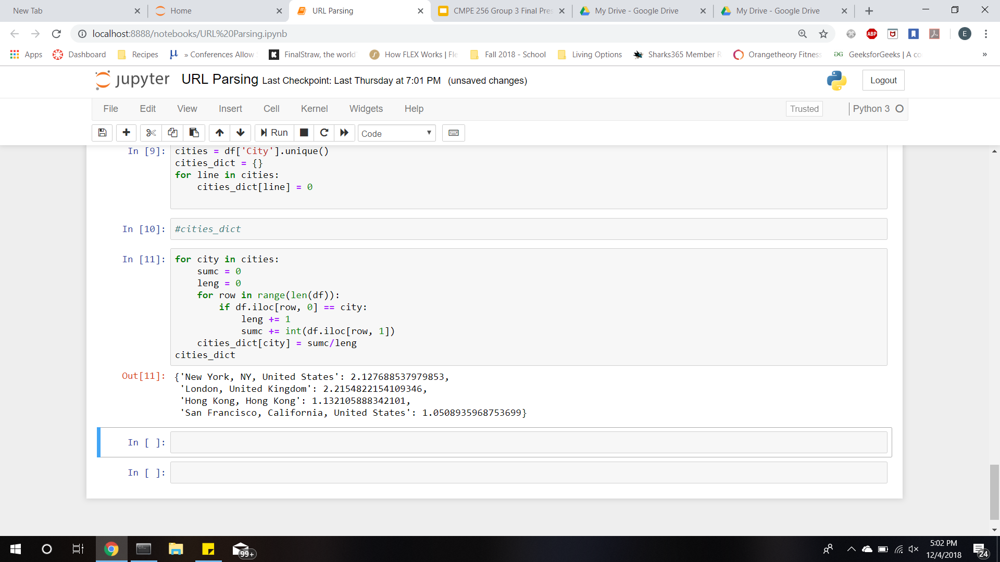 New Tab
Home
URL Parsing
CMPE 256 Group 3 Final Pres
My Drive - Google Drive
My Drive - Google Drive
localhost:8888/notebooks/URL%20Parsing.ipynb
ABP
E
Apps
Dashboard
Recipes
» Conferences Allow
FinalStraw, the world'
How FLEX Works | Fle
Fall 2018 - School
Living Options
Sharks365 Member R
Orangetheory Fitness
GeeksforGeeks | A co
»
jupyter URL Parsing Last Checkpoint: Last Thursday at 7:01 PM (unsaved changes)
Logout
File Edit View Insert Cell Kernel Widgets Help
Trusted
Python 3
Run
Code
In [9]: cities = df['City'].unique()
cities_dict = {}
for line in cities:
    cities_dict[line] = 0
In [10]: #cities_dict
In [11]: for city in cities:
    sumc = 0
    leng = 0
    for row in range(len(df)):
        if df.iloc[row, 0] == city:
            leng += 1
            sumc += int(df.iloc[row, 1])
    cities_dict[city] = sumc/leng
cities_dict
Out[11]: {'New York, NY, United States': 2.127688537979853,
 'London, United Kingdom': 2.2154822154109346,
 'Hong Kong, Hong Kong': 1.132105888342101,
 'San Francisco, California, United States': 1.0508935968753699}
In [ ]:
In [ ]:
99+
5:02 PM
12/4/2018
24